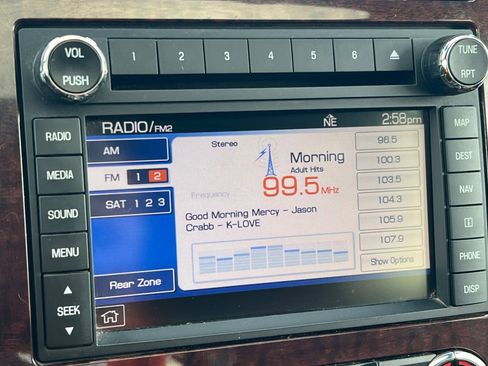 VOL
PUSH
1 2 3 4 5 6
TUNE
RPT
RADIO
MEDIA
SOUND
MENU
SEEK
RADIO/FM2
NE
2:58pm
AM
FM 1 2
SAT 1 2 3
Rear Zone
Stereo
Morning
Adult Hits
Frequency
99.5 MHz
Good Morning Mercy - Jason
Crabb - K-LOVE
96.5
100.3
103.5
104.3
105.9
107.9
Show Options
MAP
DEST
NAV
i
PHONE
DISP